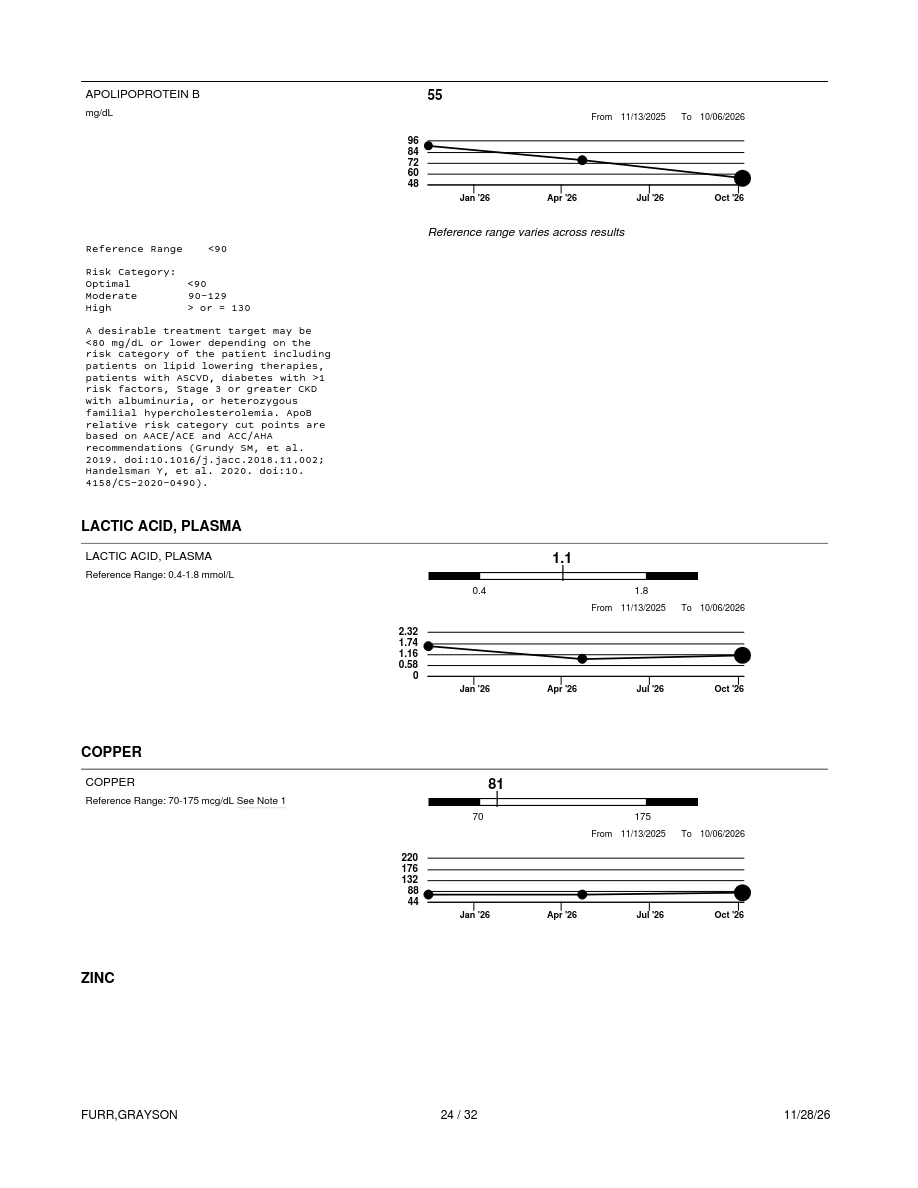 APOLIPOPROTEIN B
55
mg/dL
From 11/13/2025 To 10/06/2026
96
84
72
60
48
Jan '26 Apr '26 Jul '26 Oct '26
Reference range varies across results
Reference Range <90
Risk Category:
Optimal <90
Moderate 90-129
High > or = 130
A desirable treatment target may be
<80 mg/dL or lower depending on the
risk category of the patient including
patients on lipid lowering therapies,
patients with ASCVD, diabetes with >1
risk factors, Stage 3 or greater CKD
with albuminuria, or heterozygous
familial hypercholesterolemia. ApoB
relative risk category cut points are
based on AACE/ACE and ACC/AHA
recommendations (Grundy SM, et al.
2019. doi:10.1016/j.jacc.2018.11.002;
Handelsman Y, et al. 2020. doi:10.
4158/CS-2020-0490).
LACTIC ACID, PLASMA
LACTIC ACID, PLASMA
1.1
Reference Range: 0.4-1.8 mmol/L
0.4 1.8
From 11/13/2025 To 10/06/2026
2.32
1.74
1.16
0.58
0
Jan '26 Apr '26 Jul '26 Oct '26
COPPER
COPPER
81
Reference Range: 70-175 mcg/dL See Note 1
70 175
From 11/13/2025 To 10/06/2026
220
176
132
88
44
Jan '26 Apr '26 Jul '26 Oct '26
ZINC
FURR,GRAYSON 24 / 32 11/28/26